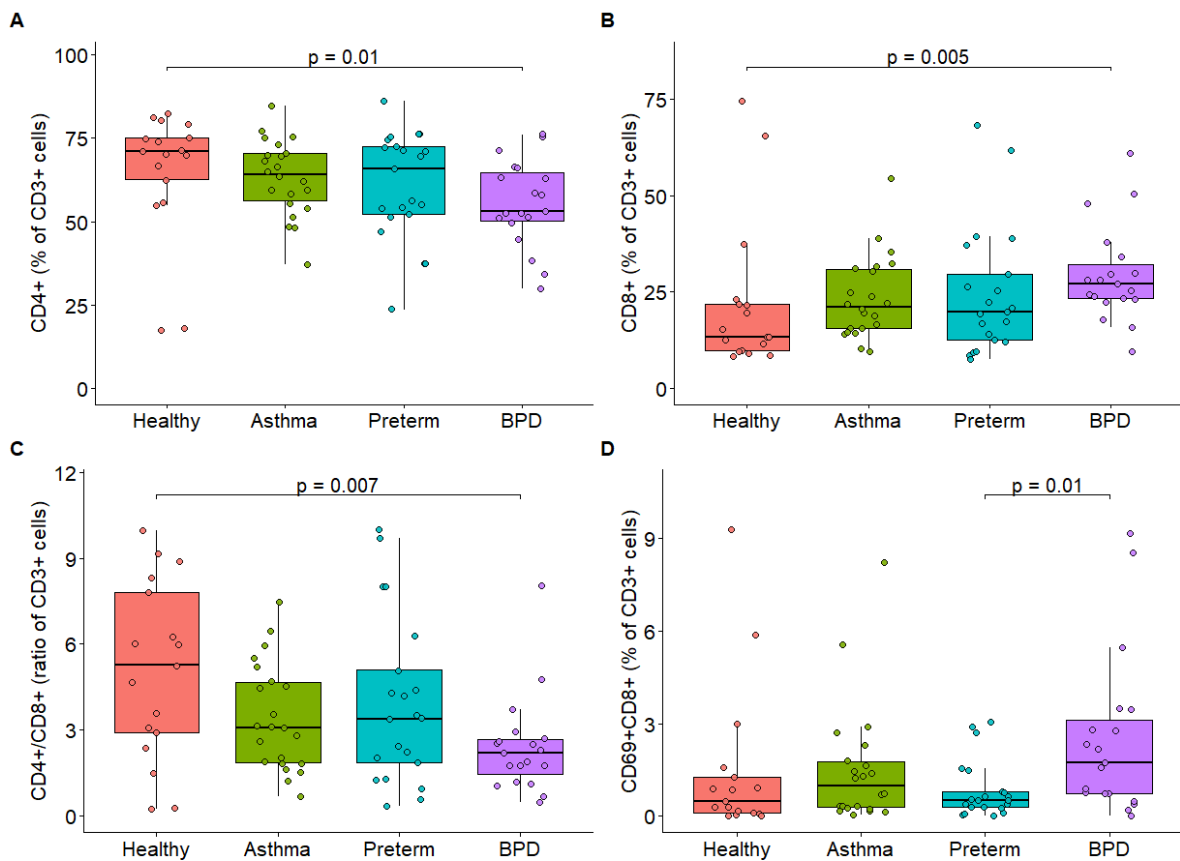 A
CD4+ (% of CD3+ cells)
100
75
50
25
0
p = 0.01
Healthy Asthma Preterm BPD
B
CD8+ (% of CD3+ cells)
75
50
25
0
p = 0.005
Healthy Asthma Preterm BPD
C
CD4+/CD8+ (ratio of CD3+ cells)
12
9
6
3
0
p = 0.007
Healthy Asthma Preterm BPD
D
CD69+CD8+ (% of CD3+ cells)
9
6
3
0
p = 0.01
Healthy Asthma Preterm BPD